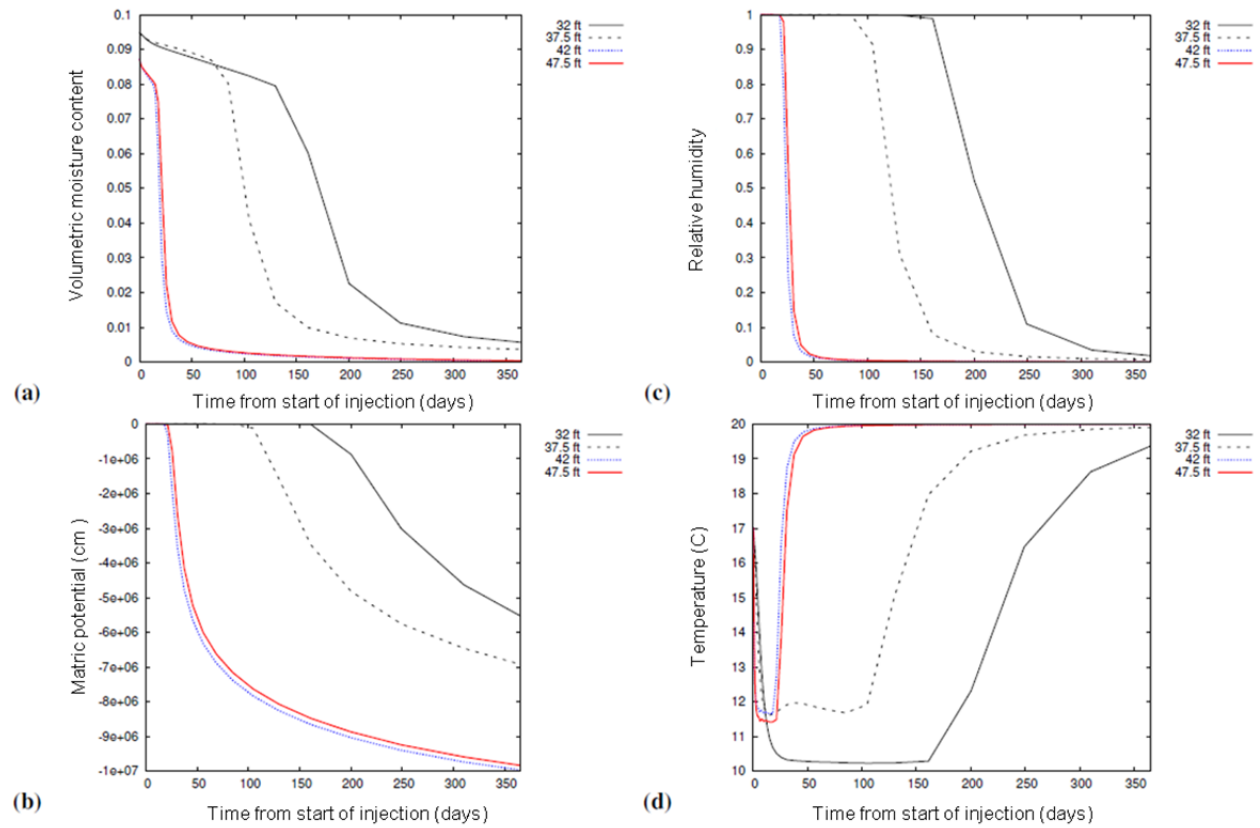 0.1
0.09
0.08
0.07
0.06
0.05
0.04
0.03
0.02
0.01
0
0 50 100 150 200 250 300 350
Volumetric moisture content
Time from start of injection (days)
32 ft
37.5 ft
42 ft
47.5 ft
(a)
1
0.9
0.8
0.7
0.6
0.5
0.4
0.3
0.2
0.1
0
0 50 100 150 200 250 300 350
Relative humidity
Time from start of injection (days)
32 ft
37.5 ft
42 ft
47.5 ft
(c)
0
-1e+06
-2e+06
-3e+06
-4e+06
-5e+06
-6e+06
-7e+06
-8e+06
-9e+06
-1e+07
0 50 100 150 200 250 300 350
Matric potential (cm )
Time from start of injection (days)
32 ft
37.5 ft
42 ft
47.5 ft
(b)
20
19
18
17
16
15
14
13
12
11
10
0 50 100 150 200 250 300 350
Temperature (C)
Time from start of injection (days)
32 ft
37.5 ft
42 ft
47.5 ft
(d)